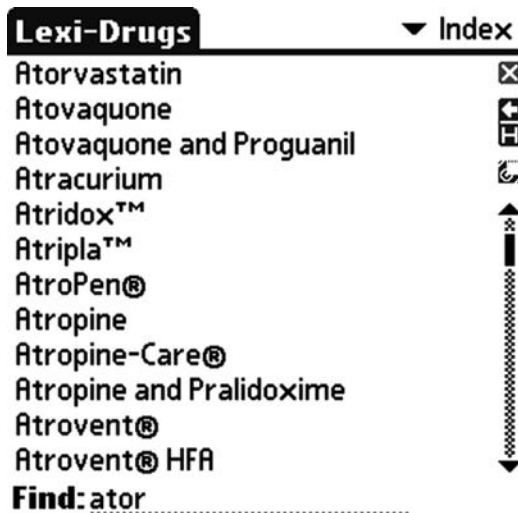 Lexi-Drugs Index
Atorvastatin
Atovaquone
Atovaquone and Proguanil
Atracurium
Atridox™
Atripla™
AtroPen®
Atropine
Atropine-Care®
Atropine and Pralidoxime
Atrovent®
Atrovent® HFA
Find: ator